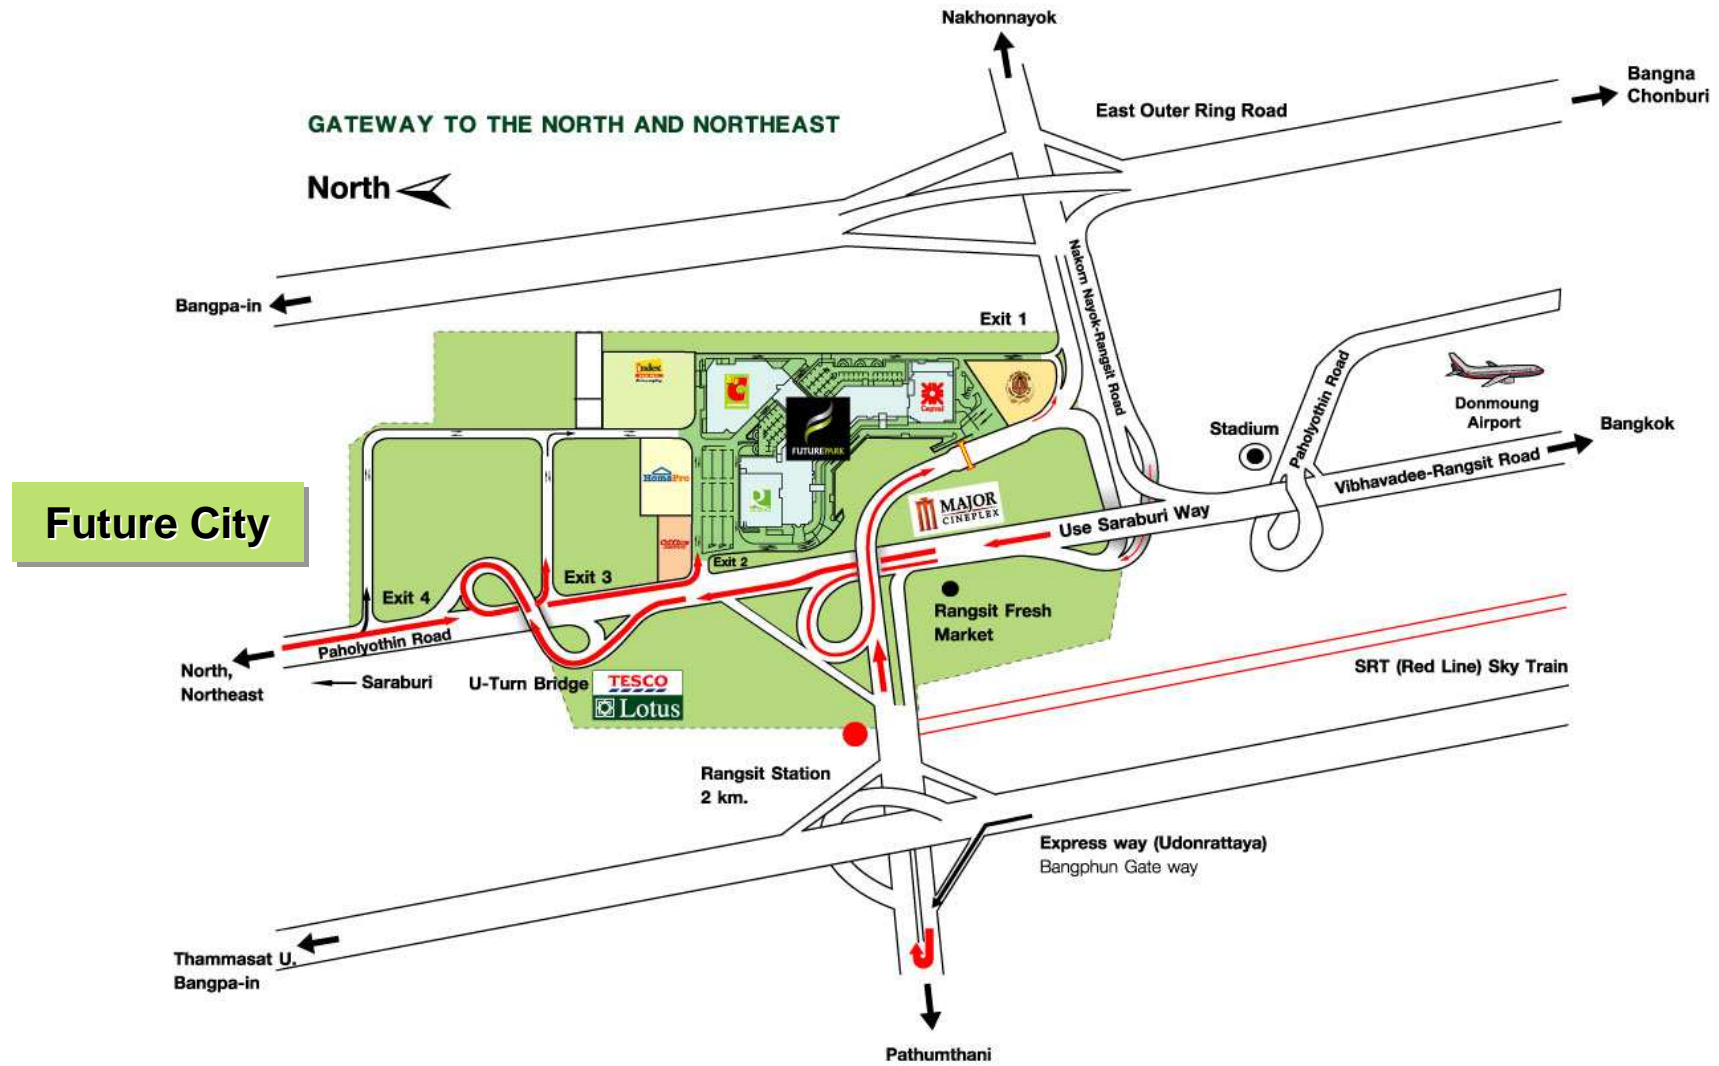 Nakhonnayok
Bangna
Chonburi
East Outer Ring Road
GATEWAY TO THE NORTH AND NORTHEAST
North
Bangpa-in
Exit 1
Nakorn Nayok-Rangsit Road
Paholyothin Road
Donmoung
Airport
index
FUTUREPARK
Stadium
Bangkok
Vibhavadee-Rangsit Road
HomePro
MAJOR
CINEPLEX
Use Saraburi Way
Future City
Exit 2
Exit 3
Exit 4
Rangsit Fresh
Market
Paholyothin Road
North,
Northeast
Saraburi
U-Turn Bridge
TESCO
Lotus
SRT (Red Line) Sky Train
Rangsit Station
2 km.
Express way (Udonrattaya)
Bangphun Gate way
Thammasat U.
Bangpa-in
Pathumthani